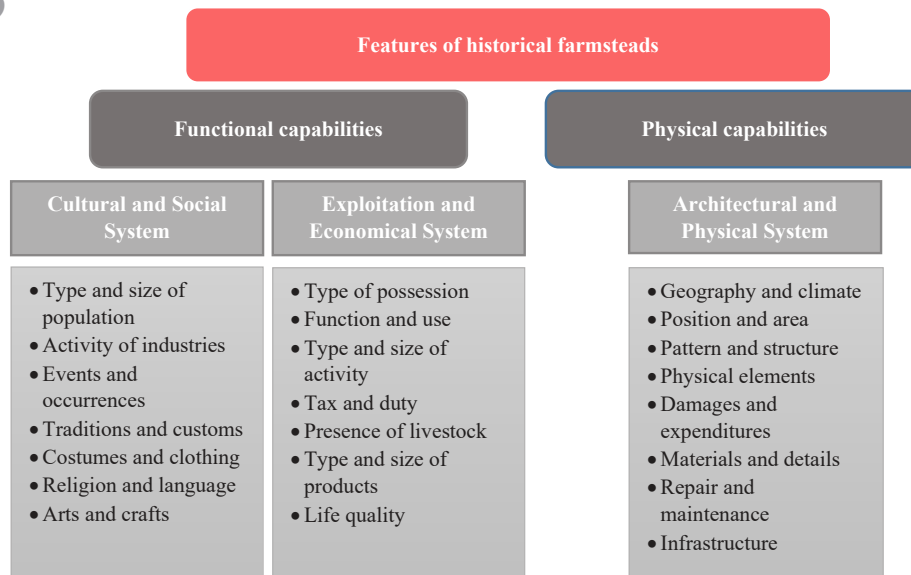 Features of historical farmsteads
Functional capabilities
Physical capabilities
Cultural and Social
System
• Type and size of
population
• Activity of industries
• Events and
occurrences
• Traditions and customs
• Costumes and clothing
• Religion and language
• Arts and crafts
Exploitation and
Economical System
• Type of possession
• Function and use
• Type and size of
activity
• Tax and duty
• Presence of livestock
• Type and size of
products
• Life quality
Architectural and
Physical System
• Geography and climate
• Position and area
• Pattern and structure
• Physical elements
• Damages and
expenditures
• Materials and details
• Repair and
maintenance
• Infrastructure